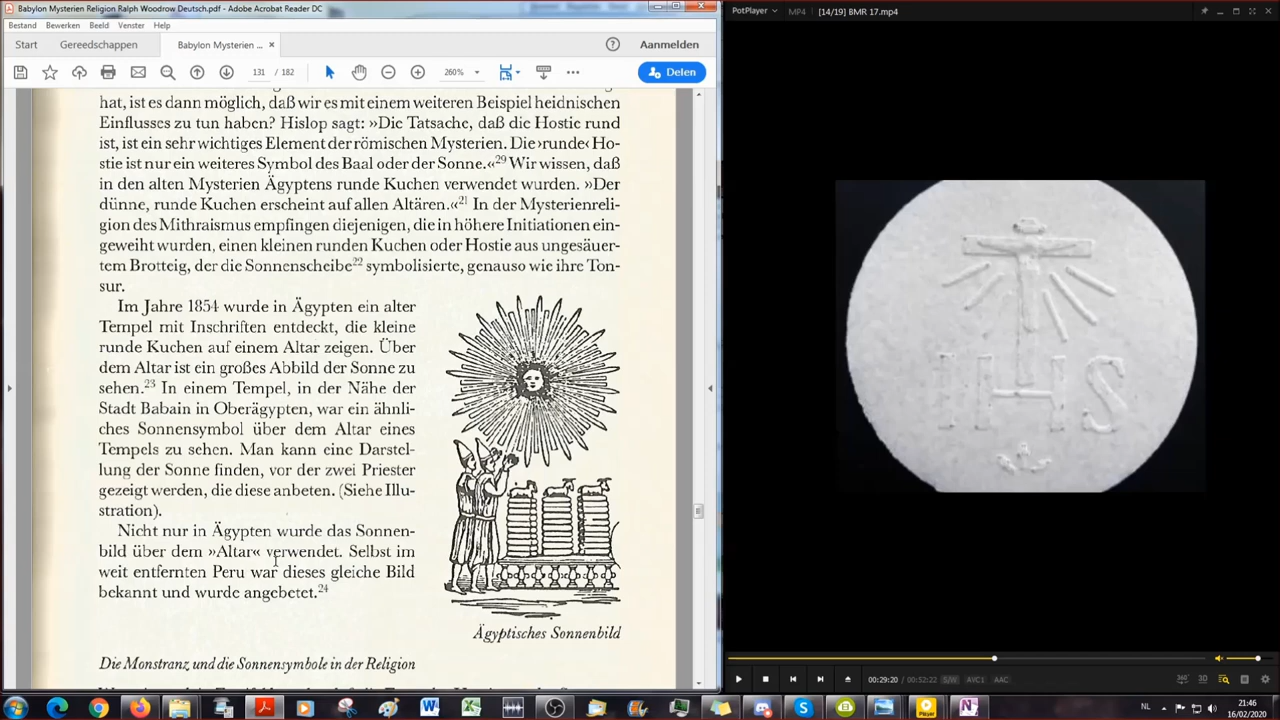 Babylon Mysterien Religion Ralph Woodrow Deutsch.pdf - Adobe Acrobat Reader DC
Bestand Bewerken Beeld Venster Help
Start Gereedschappen Babylon Mysterien ... × Aanmelden
131 / 182 260% Delen
hat, ist es dann möglich, daß wir es mit einem weiteren Beispiel heidnischen
Einflusses zu tun haben? Hislop sagt: »Die Tatsache, daß die Hostie rund
ist, ist ein sehr wichtiges Element der römischen Mysterien. Die ›runde‹ Ho-
stie ist nur ein weiteres Symbol des Baal oder der Sonne.«29 Wir wissen, daß
in den alten Mysterien Ägyptens runde Kuchen verwendet wurden. »Der
dünne, runde Kuchen erscheint auf allen Altären.«21 In der Mysterienreli-
gion des Mithraismus empfingen diejenigen, die in höhere Initiationen ein-
geweiht wurden, einen kleinen runden Kuchen oder Hostie aus ungesäuer-
tem Brotteig, der die Sonnenscheibe22 symbolisierte, genauso wie ihre Ton-
sur.
Im Jahre 1854 wurde in Ägypten ein alter
Tempel mit Inschriften entdeckt, die kleine
runde Kuchen auf einem Altar zeigen. Über
dem Altar ist ein großes Abbild der Sonne zu
sehen.23 In einem Tempel, in der Nähe der
Stadt Babain in Oberägypten, war ein ähnli-
ches Sonnensymbol über dem Altar eines
Tempels zu sehen. Man kann eine Darstel-
lung der Sonne finden, vor der zwei Priester
gezeigt werden, die diese anbeten. (Siehe Illu-
stration).
Nicht nur in Ägypten wurde das Sonnen-
bild über dem »Altar« verwendet. Selbst im
weit entfernten Peru war dieses gleiche Bild
bekannt und wurde angebetet.24
Ägyptisches Sonnenbild
Die Monstranz und die Sonnensymbole in der Religion
PotPlayer MP4 [14/19] BMR 17.mp4
IHS
00:29:20 / 00:52:22 S/W AVC1 AAC
360° 3D
NL 21:46
16/02/2020